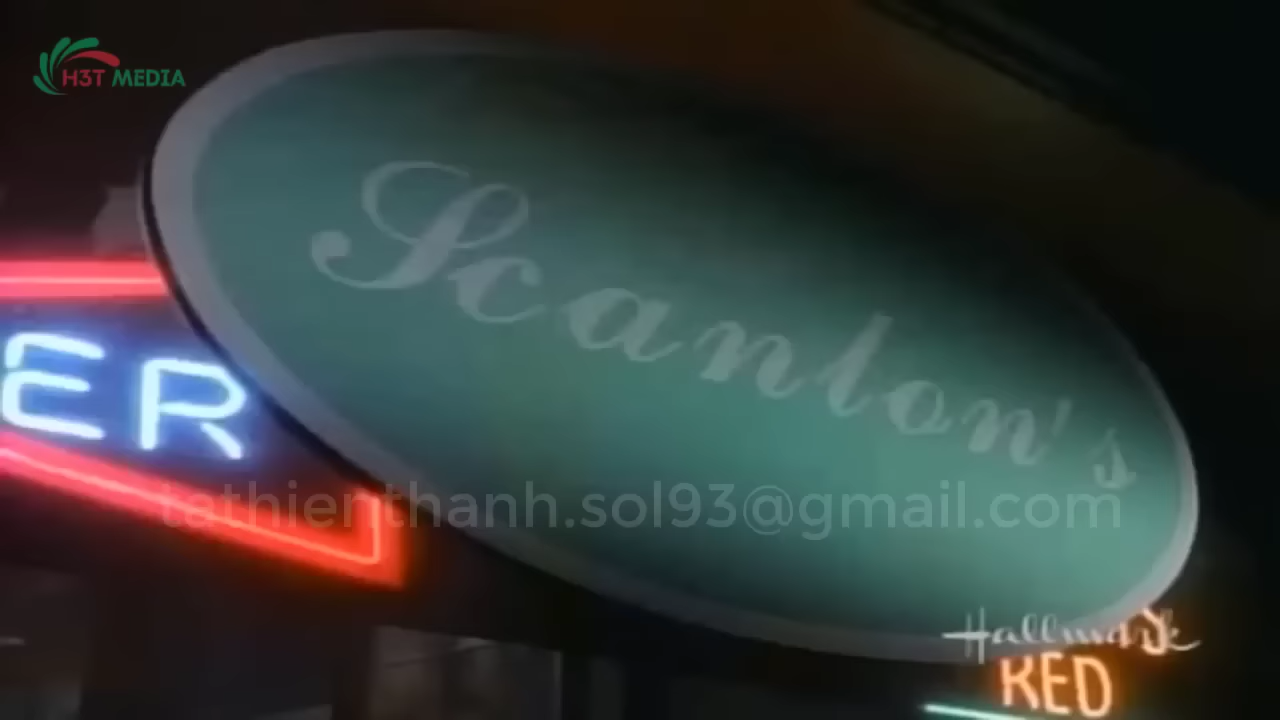 H3T MEDIA
Scanlon's
ER
tathienthanh.sol93@gmail.com
Hallmark
RED